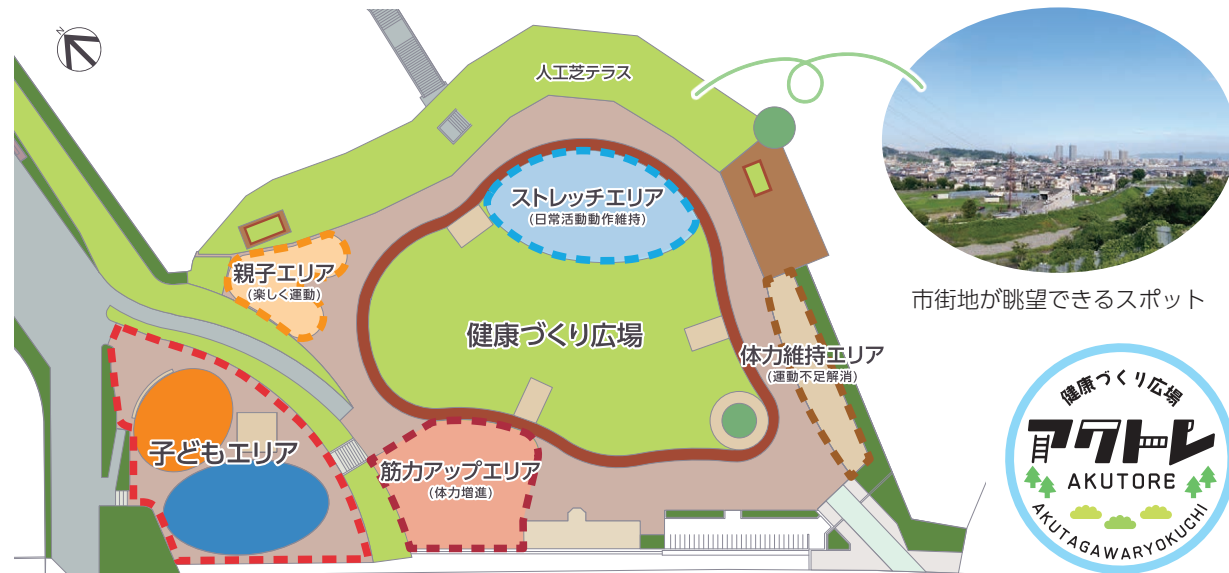 N
人工芝テラス
ストレッチエリア
(日常活動動作維持)
親子エリア
(楽しく運動)
健康づくり広場
体力維持エリア
(運動不足解消)
子どもエリア
筋力アップエリア
(体力増進)
市街地が眺望できるスポット
健康づくり広場
アクトレ
AKUTORE
AKUTAGAWARYOKUCHI